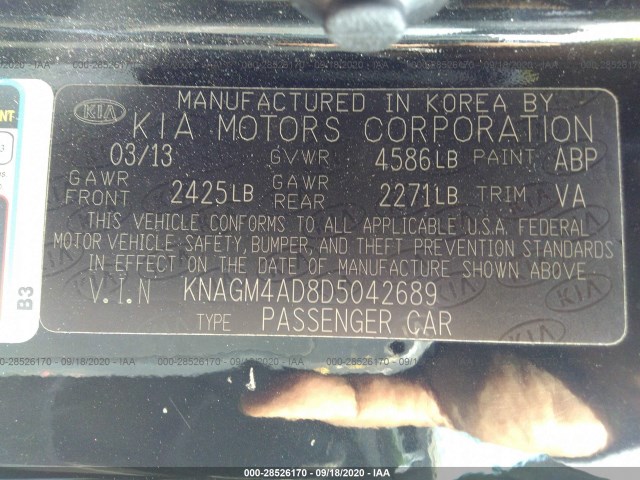 MANUFACTURED IN KOREA BY
KIA KIA MOTORS CORPORATION
03/13 GVWR 4586LB PAINT ABP
GAWR FRONT 2425LB GAWR REAR 2271LB TRIM VA
THIS VEHICLE CONFORMS TO ALL APPLICABLE U.S.A. FEDERAL
MOTOR VEHICLE SAFETY, BUMPER, AND THEFT PREVENTION STANDARDS
IN EFFECT ON THE DATE OF MANUFACTURE SHOWN ABOVE.
V.I.N KNAGM4AD8D5042689
TYPE PASSENGER CAR
B3
000-28526170 - 09/18/2020 - IAA
000-28526170 - 09/18/2020 - IAA